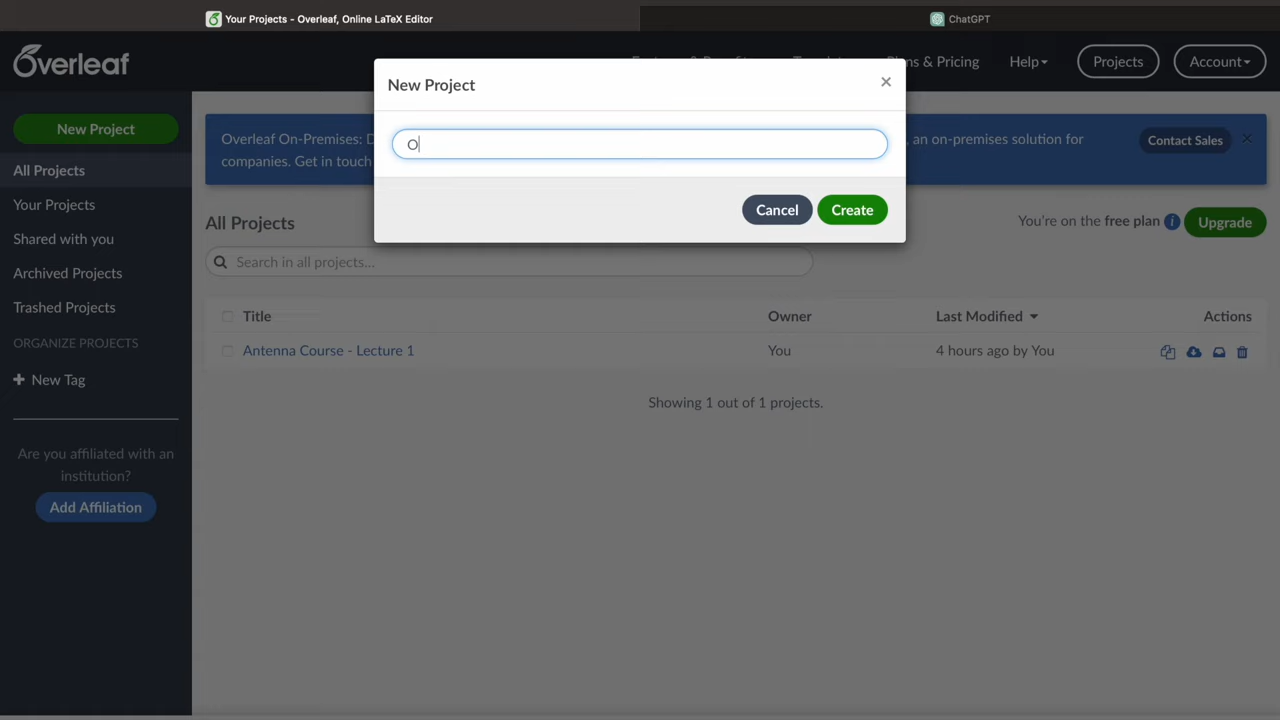 Your Projects - Overleaf, Online LaTeX Editor
ChatGPT
Overleaf
Plans & Pricing
Help
Projects
Account
New Project
New Project
O
Cancel
Create
Overleaf On-Premises: D
, an on-premises solution for
companies. Get in touch
Contact Sales
All Projects
Your Projects
Shared with you
Archived Projects
Trashed Projects
ORGANIZE PROJECTS
New Tag
Are you affiliated with an
institution?
Add Affiliation
All Projects
You're on the free plan
Upgrade
Search in all projects...
Title Owner Last Modified Actions
Antenna Course - Lecture 1 You 4 hours ago by You
Showing 1 out of 1 projects.